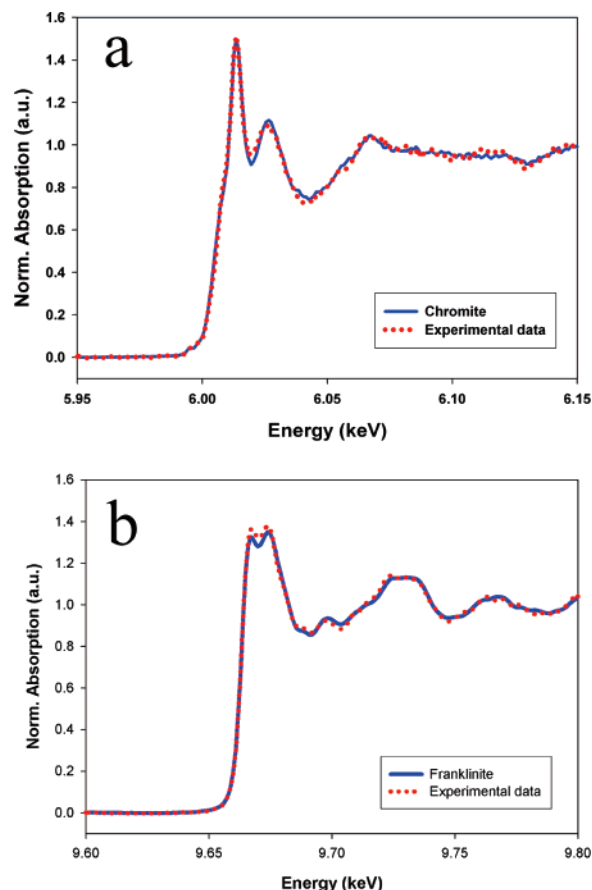 a
1.6
1.4
1.2
1.0
0.8
0.6
0.4
0.2
0.0
Norm. Absorption (a.u.)
Chromite
Experimental data
5.95 6.00 6.05 6.10 6.15
Energy (keV)
b
1.6
1.4
1.2
1.0
0.8
0.6
0.4
0.2
0.0
Norm. Absorption (a.u.)
Franklinite
Experimental data
9.60 9.65 9.70 9.75 9.80
Energy (keV)